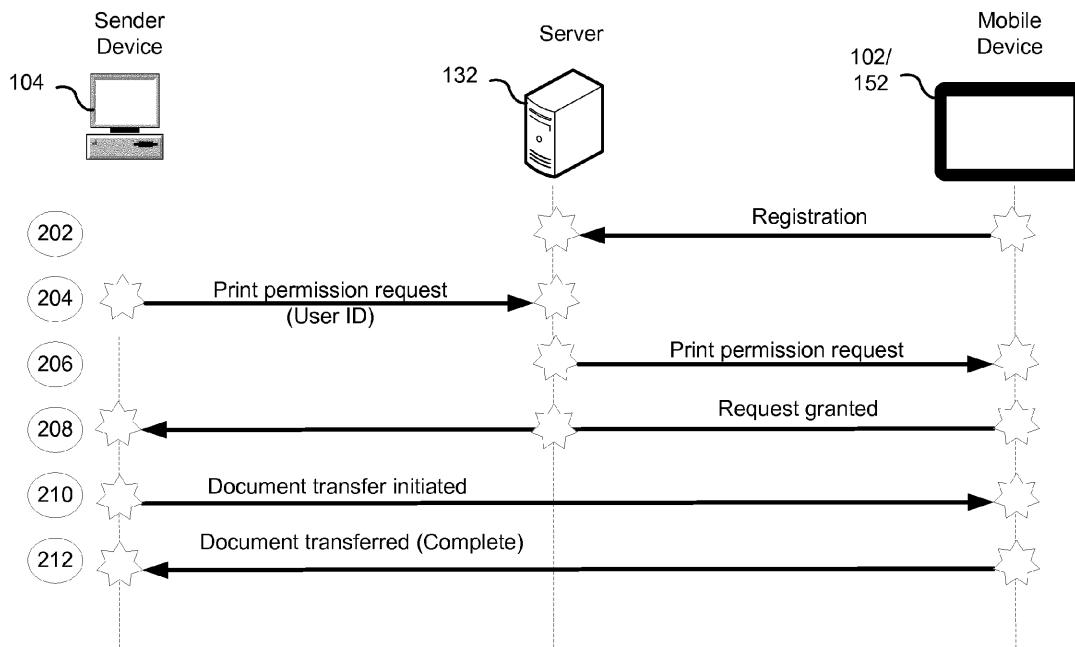 Sender
Device
Server
Mobile
Device
104
132
102/
152
202
Registration
204
Print permission request
(User ID)
206
Print permission request
208
Request granted
210
Document transfer initiated
212
Document transferred (Complete)